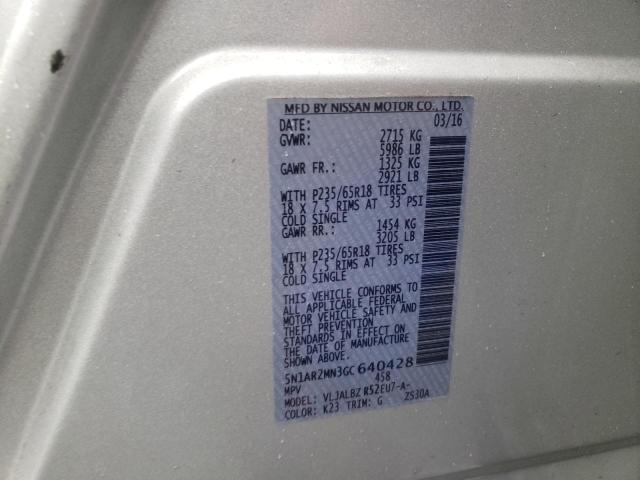 MFD BY NISSAN MOTOR CO., LTD.
DATE: 03/16
GVWR: 2715 KG
5986 LB
GAWR FR.: 1325 KG
2921 LB
WITH P235/65R18 TIRES
18 X 7.5 RIMS AT 33 PSI
COLD SINGLE
GAWR RR.: 1454 KG
3205 LB
WITH P235/65R18 TIRES
18 X 7.5 RIMS AT 33 PSI
COLD SINGLE
THIS VEHICLE CONFORMS TO
ALL APPLICABLE FEDERAL
MOTOR VEHICLE SAFETY AND
THEFT PREVENTION
STANDARDS IN EFFECT ON
THE DATE OF MANUFACTURE
SHOWN ABOVE.
5N1AR2MN3GC640428
MPV 458
MODEL: VLJALBZ R52EU7-A-
COLOR: K23 TRIM: G ZS30A